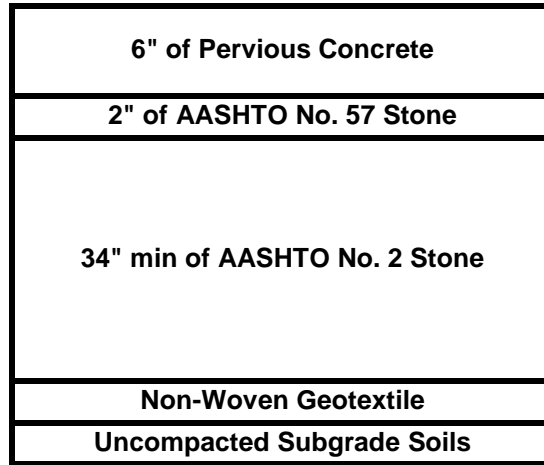 6" of Pervious Concrete
2" of AASHTO No. 57 Stone
34" min of AASHTO No. 2 Stone
Non-Woven Geotextile
Uncompacted Subgrade Soils